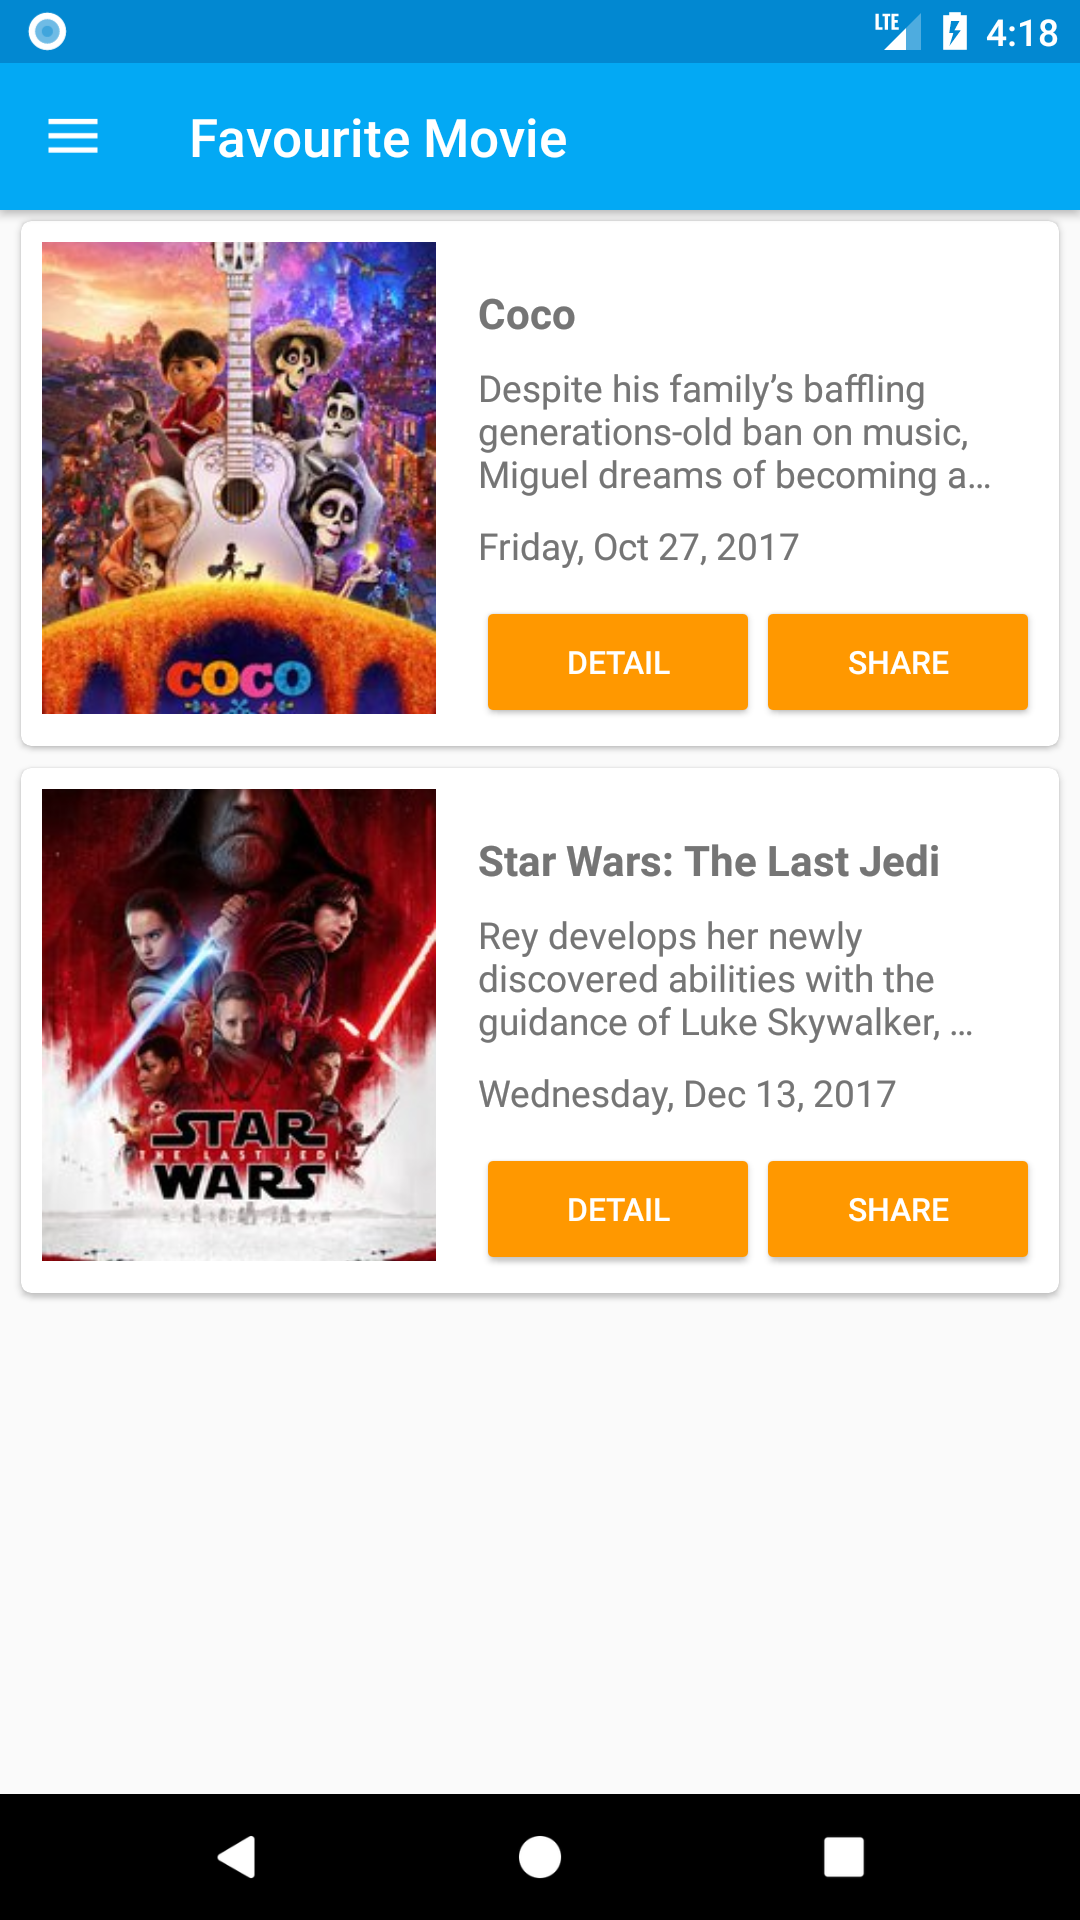 LTE 4:18
Favourite Movie
COCO
Coco
Despite his family’s baffling
generations-old ban on music,
Miguel dreams of becoming a…
Friday, Oct 27, 2017
DETAIL SHARE
STAR
THE LAST JEDI
WARS
Star Wars: The Last Jedi
Rey develops her newly
discovered abilities with the
guidance of Luke Skywalker, …
Wednesday, Dec 13, 2017
DETAIL SHARE